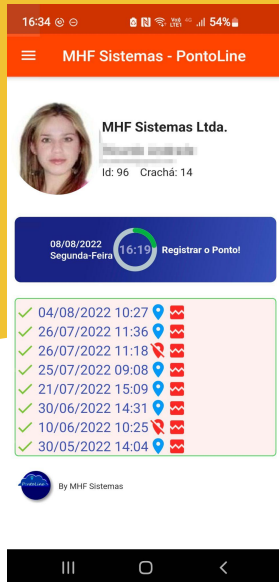 16:34
54%
MHF Sistemas - PontoLine
MHF Sistemas Ltda.
Id: 96 Crachá: 14
08/08/2022
Segunda-Feira
16:19
Registrar o Ponto!
04/08/2022 10:27
26/07/2022 11:36
26/07/2022 11:18
25/07/2022 09:08
21/07/2022 15:09
30/06/2022 14:31
10/06/2022 10:25
30/05/2022 14:04
PontoLine
By MHF Sistemas